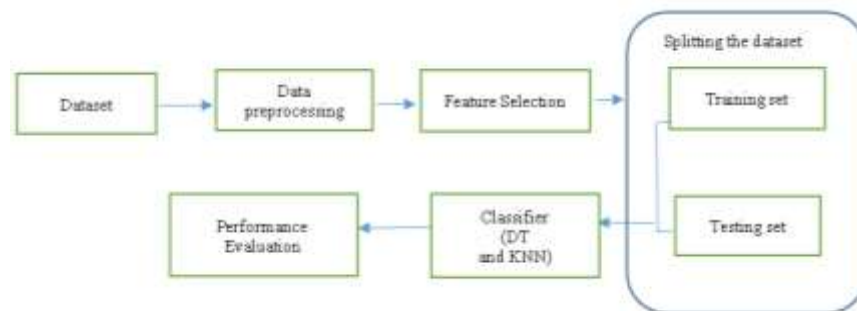 Splitting the dataset
Dataset
Data
preprocessing
Feature Selection
Training set
Performance
Evaluation
Classifier
(DT
and KNN)
Testing set